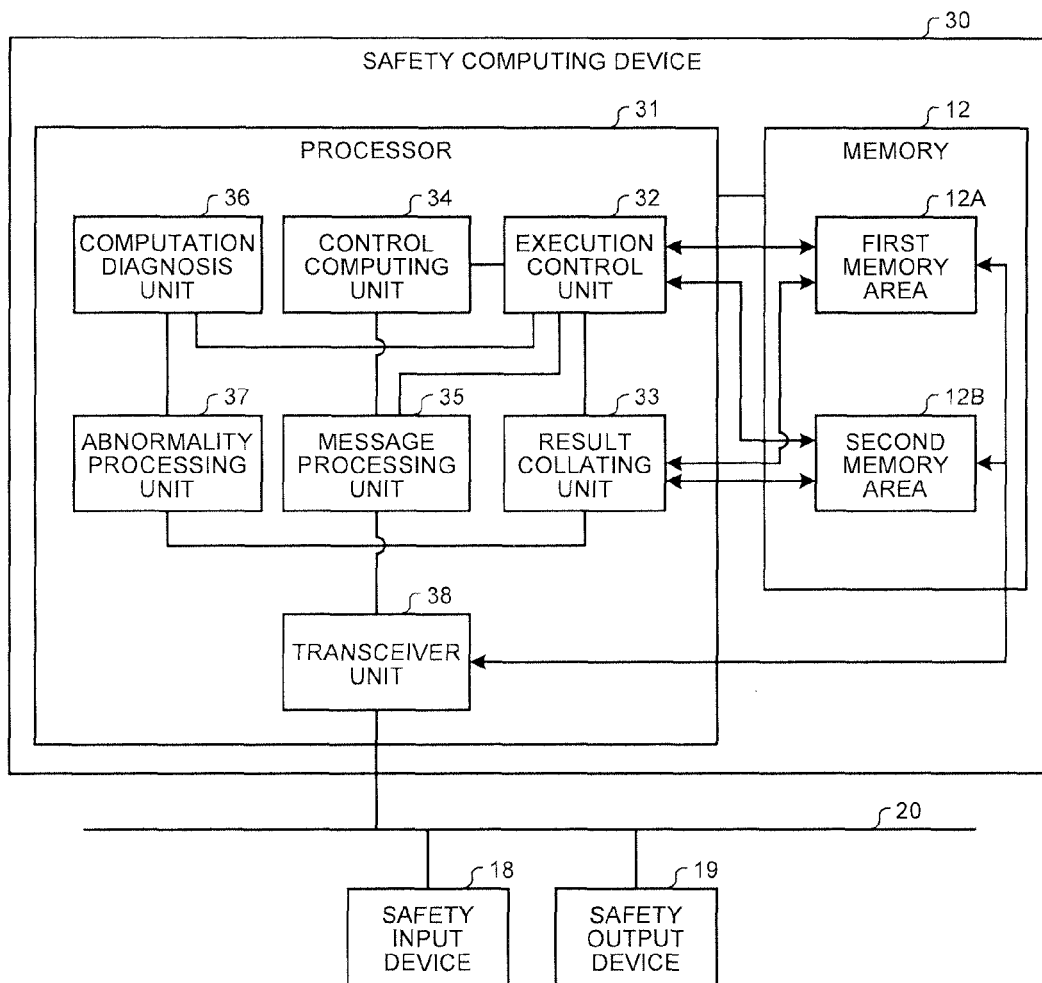 30
SAFETY COMPUTING DEVICE
31
PROCESSOR
12
MEMORY
36
COMPUTATION
DIAGNOSIS
UNIT
34
CONTROL
COMPUTING
UNIT
32
EXECUTION
CONTROL
UNIT
12A
FIRST
MEMORY
AREA
37
ABNORMALITY
PROCESSING
UNIT
35
MESSAGE
PROCESSING
UNIT
33
RESULT
COLLATING
UNIT
12B
SECOND
MEMORY
AREA
38
TRANSCEIVER
UNIT
20
18
SAFETY
INPUT
DEVICE
19
SAFETY
OUTPUT
DEVICE